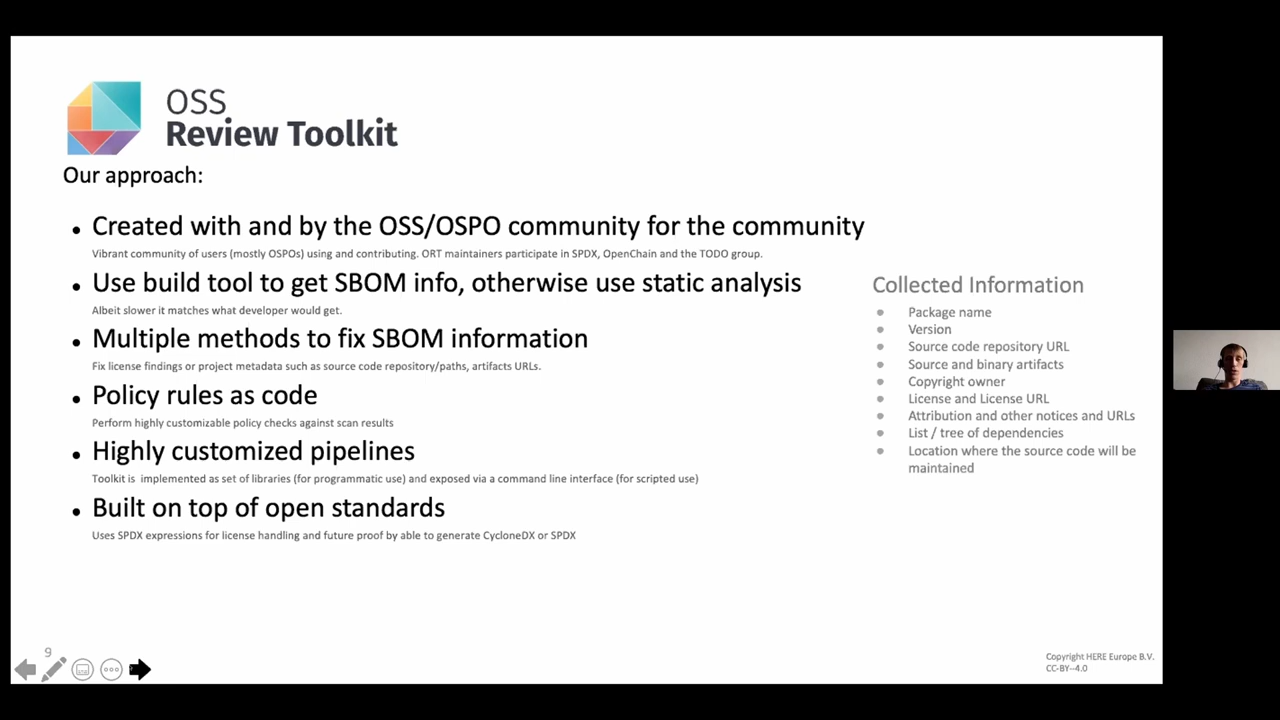 OSS
Review Toolkit
Our approach:
• Created with and by the OSS/OSPO community for the community
Vibrant community of users (mostly OSPOs) using and contributing. ORT maintainers participate in SPDX, OpenChain and the TODO group.
• Use build tool to get SBOM info, otherwise use static analysis
Albeit slower it matches what developer would get.
• Multiple methods to fix SBOM information
Fix license findings or project metadata such as source code repository/paths, artifacts URLs.
• Policy rules as code
Perform highly customizable policy checks against scan results
• Highly customized pipelines
Toolkit is implemented as set of libraries (for programmatic use) and exposed via a command line interface (for scripted use)
• Built on top of open standards
Uses SPDX expressions for license handling and future proof by able to generate CycloneDX or SPDX
Collected Information
● Package name
● Version
● Source code repository URL
● Source and binary artifacts
● Copyright owner
● License and License URL
● Attribution and other notices and URLs
● List / tree of dependencies
● Location where the source code will be
maintained
9
Copyright HERE Europe B.V.
CC-BY--4.0